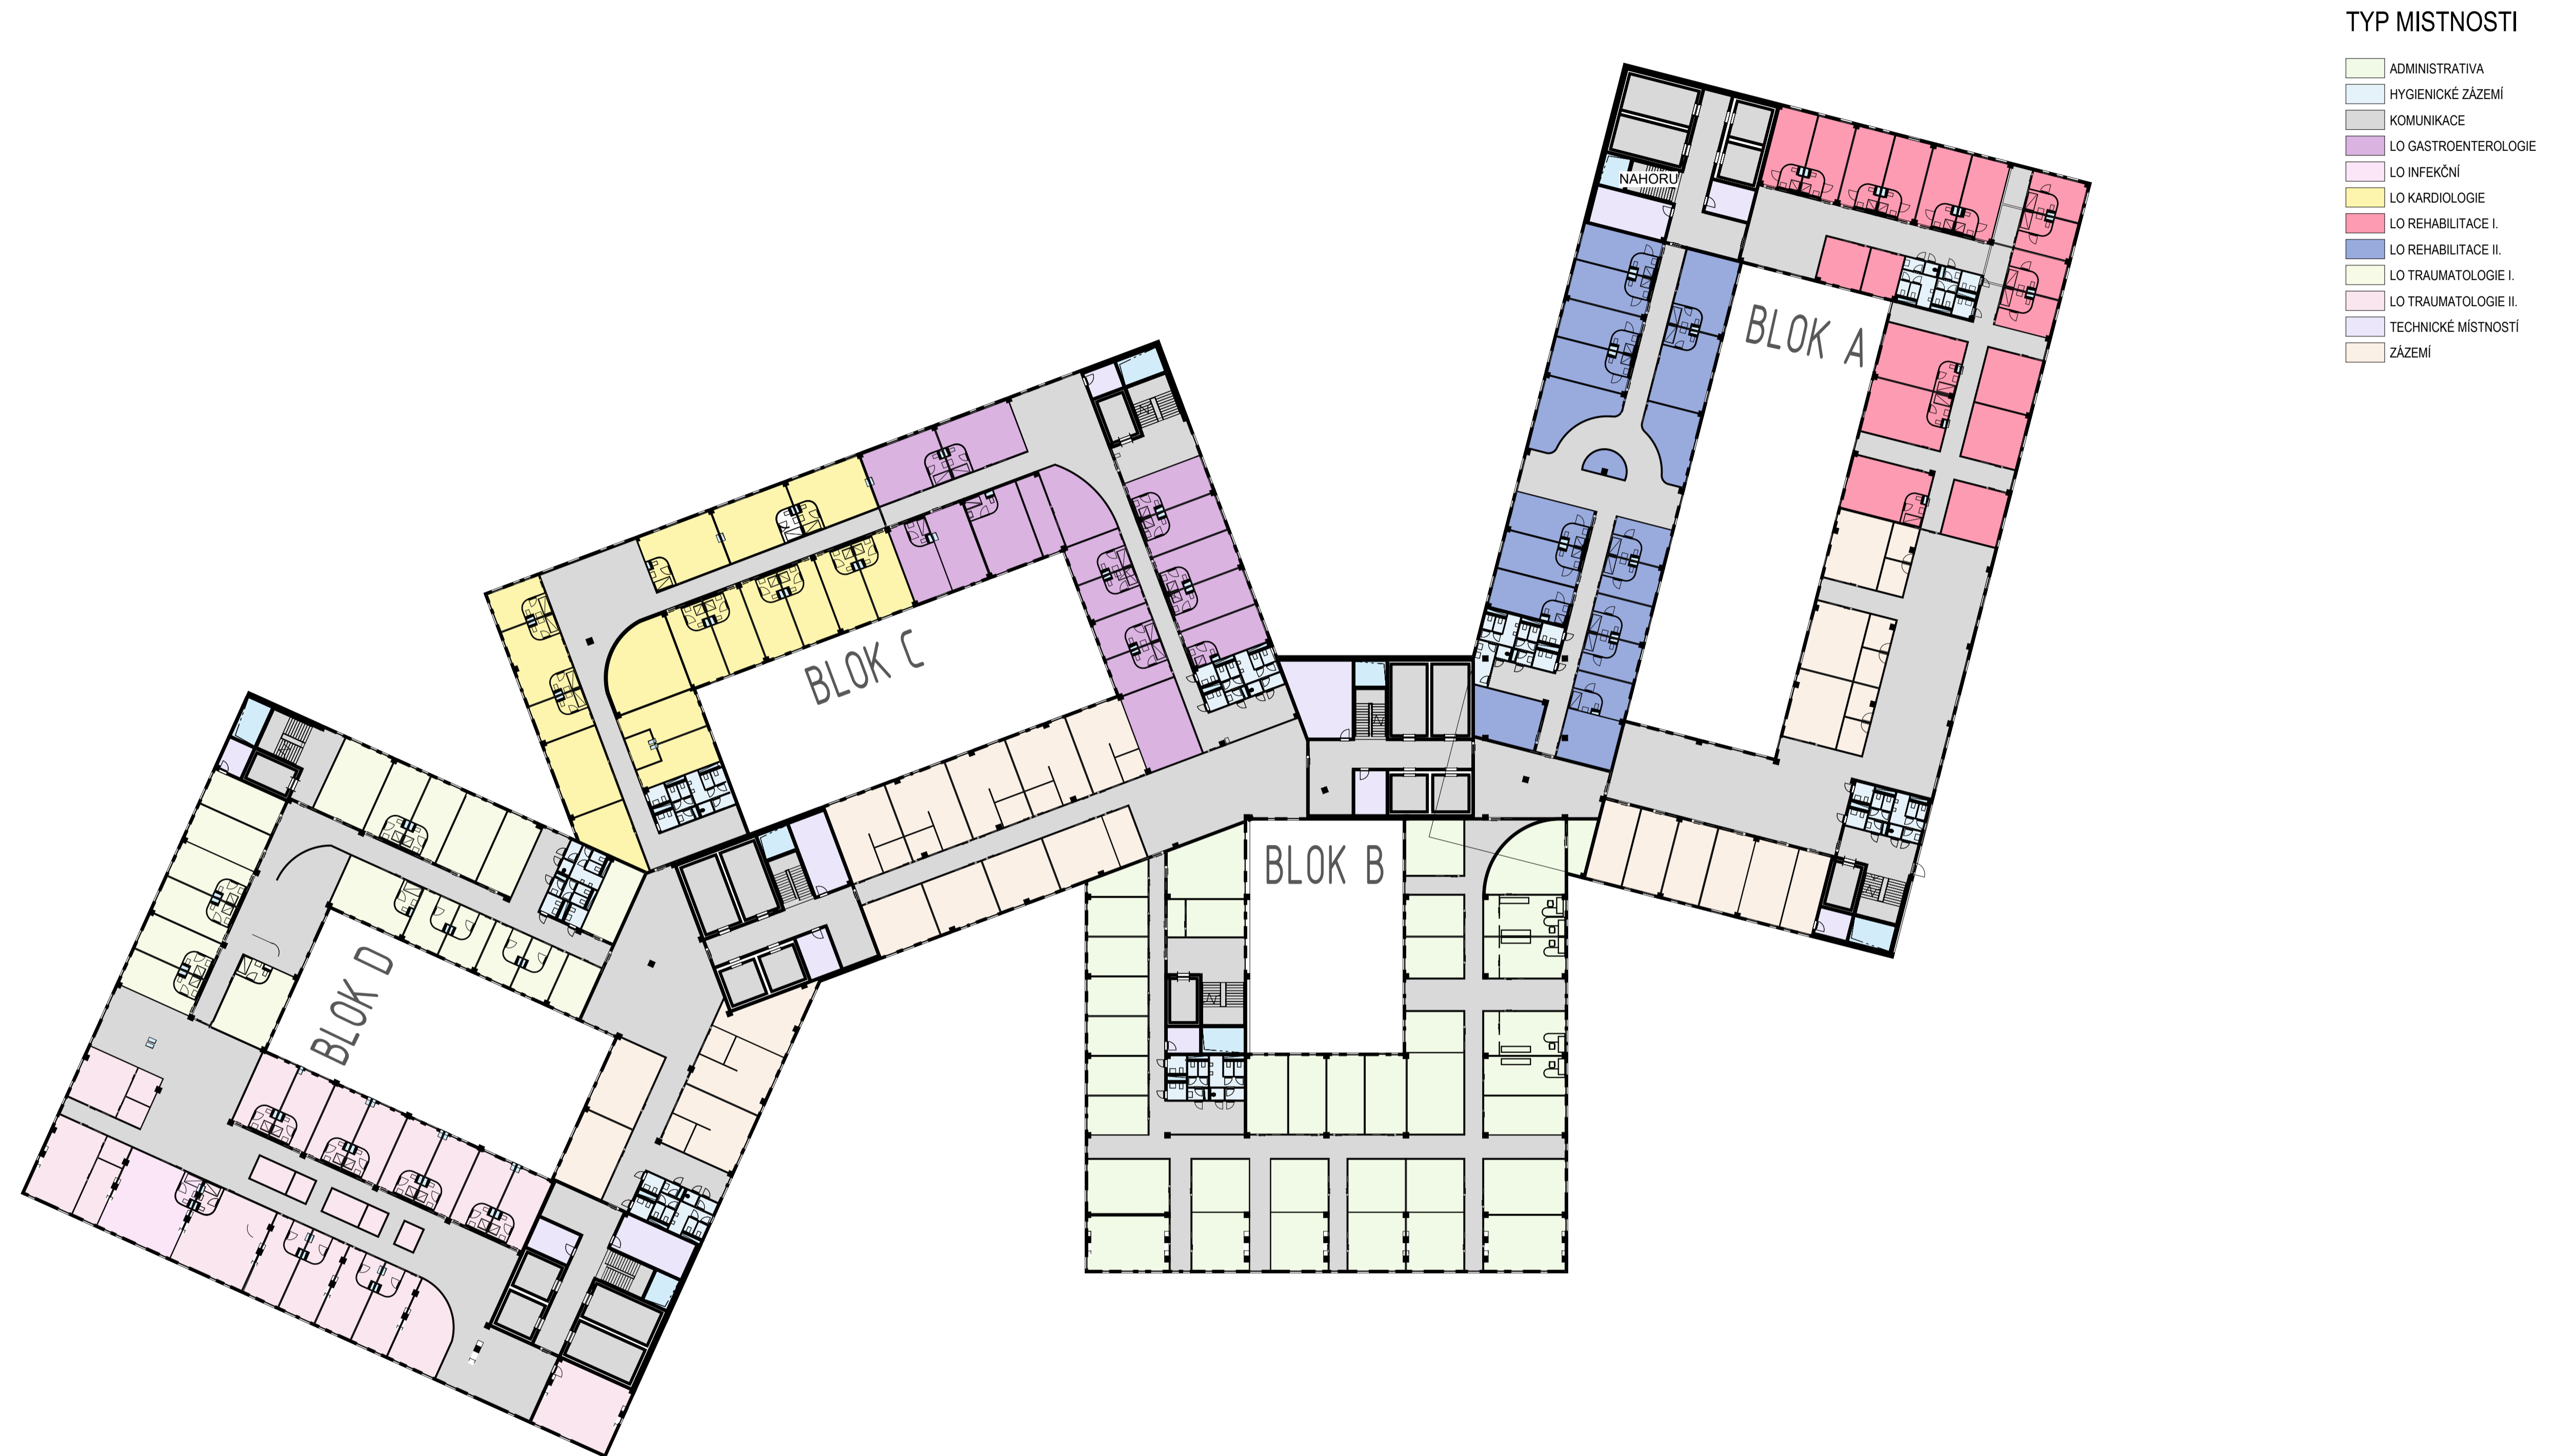 TYP MISTNOSTI
ADMINISTRATIVA
HYGIENICKÉ ZÁZEMÍ
KOMUNIKACE
LO GASTROENTEROLOGIE
LO INFEKČNÍ
LO KARDIOLOGIE
LO REHABILITACE I.
LO REHABILITACE II.
LO TRAUMATOLOGIE I.
LO TRAUMATOLOGIE II.
TECHNICKÉ MÍSTNOSTÍ
ZÁZEMÍ
NAHORU
BLOK A
BLOK C
BLOK B
BLOK D